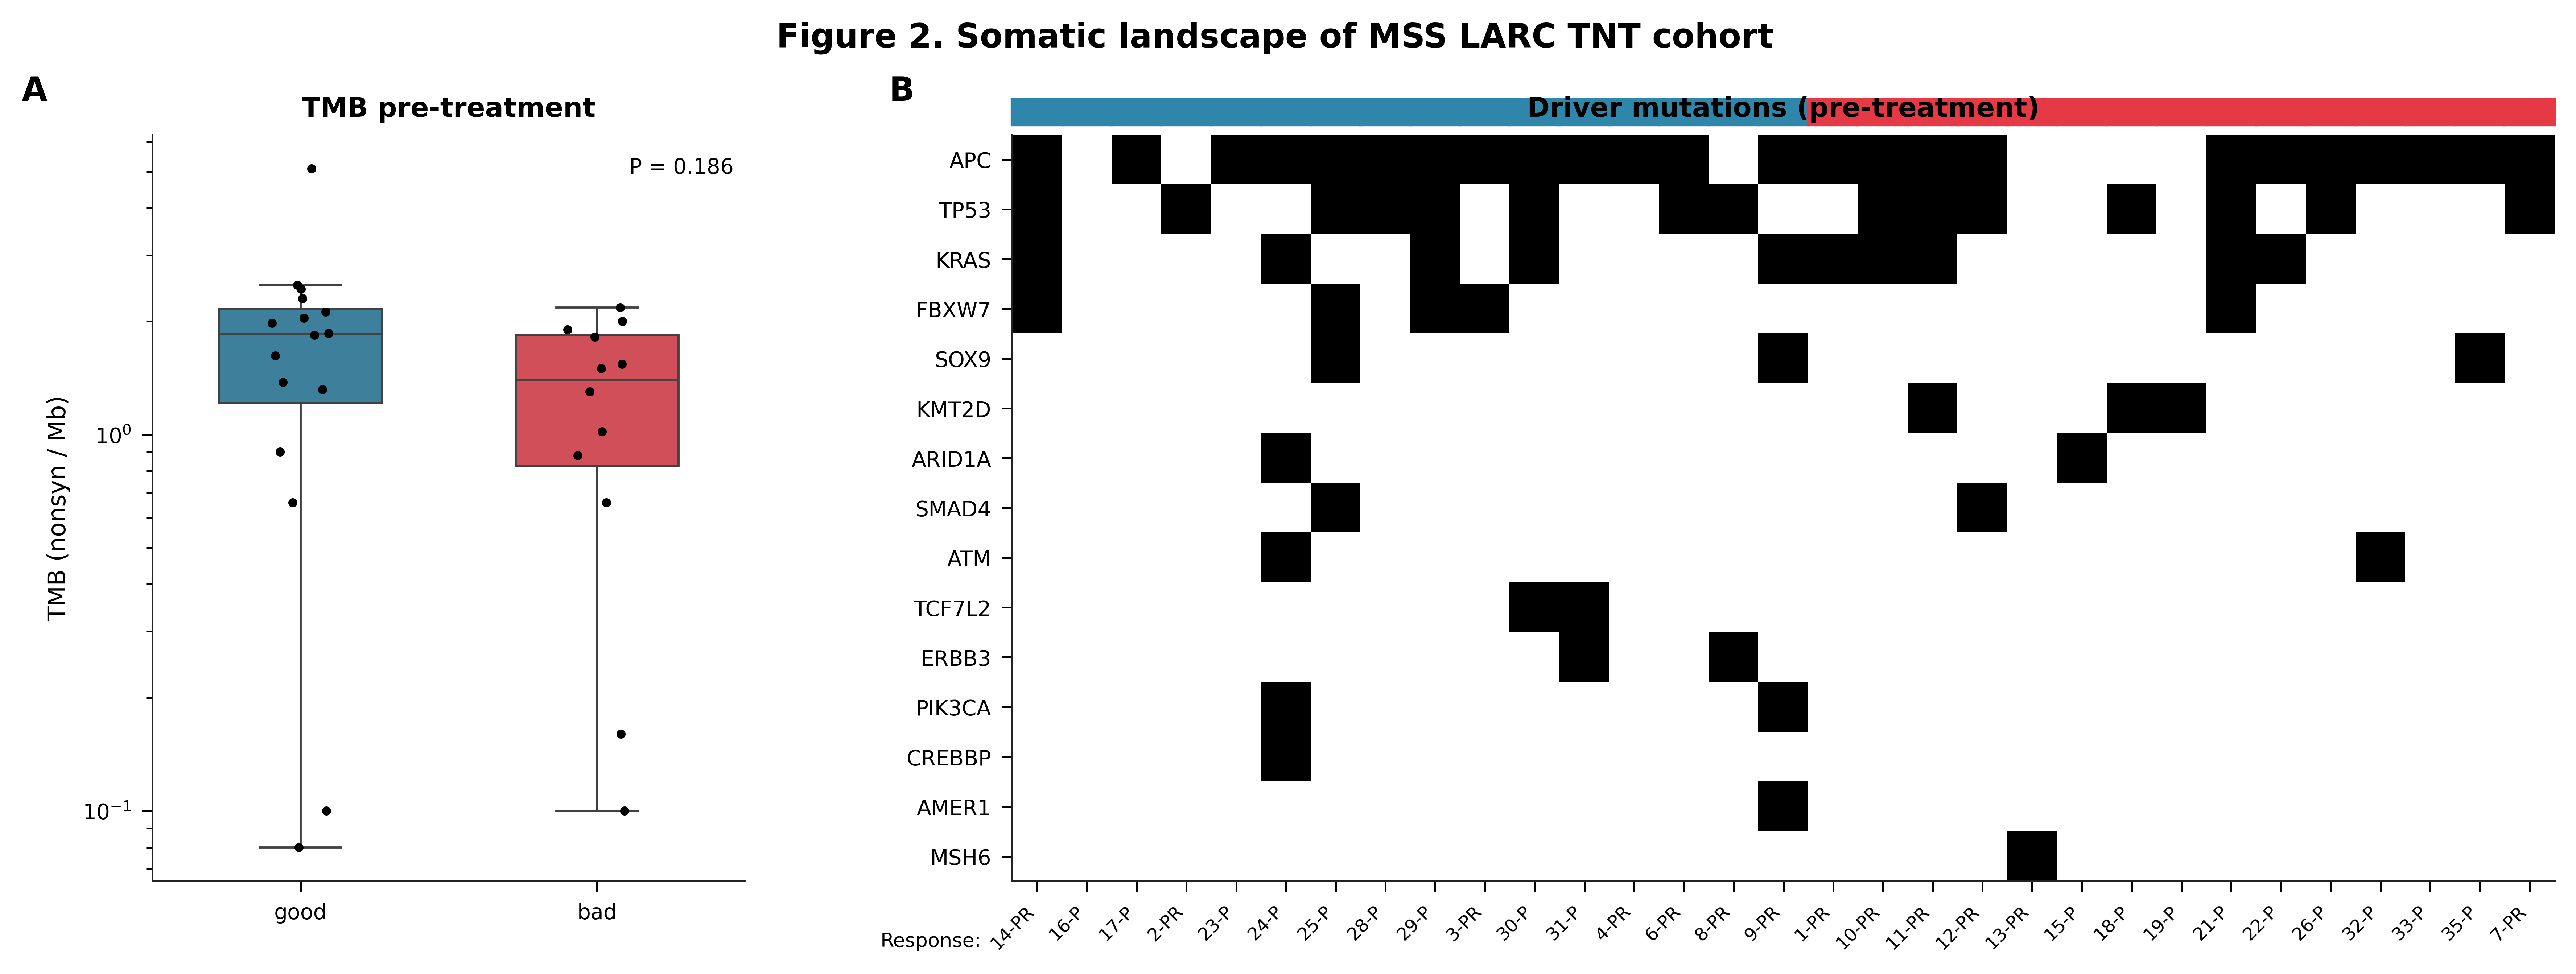 Figure 2. Somatic landscape of MSS LARC TNT cohort
A
TMB pre-treatment
P = 0.186
TMB (nonsyn / Mb)
10⁰
10⁻¹
good
bad
B
Driver mutations (pre-treatment)
APC
TP53
KRAS
FBXW7
SOX9
KMT2D
ARID1A
SMAD4
ATM
TCF7L2
ERBB3
PIK3CA
CREBBP
AMER1
MSH6
Response:
14-PR
16-P
17-P
2-PR
23-P
24-P
25-P
28-P
29-P
3-PR
30-P
31-P
4-PR
6-PR
8-PR
9-PR
1-PR
10-PR
11-PR
12-PR
13-PR
15-P
18-P
19-P
21-P
22-P
26-P
32-P
33-P
35-P
7-PR